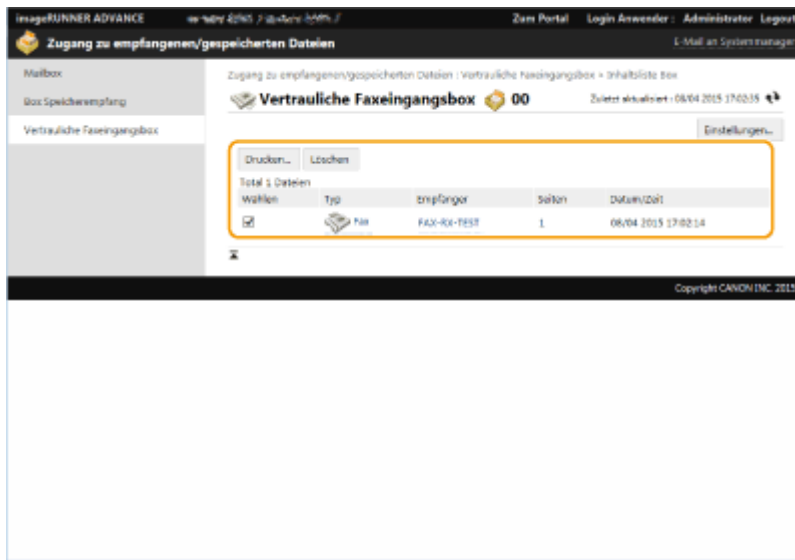 imageRUNNER ADVANCE Zum Portal Login Anwender : Administrator Logout
Zugang zu empfangenen/gespeicherten Dateien E-Mail an Systemmanager
Mailbox
Zugang zu empfangenen/gespeicherten Dateien : Vertrauliche Faxeingangsbox > Inhaltsliste Box
Box Speicherempfang
Vertrauliche Faxeingangsbox 00 Zuletzt aktualisiert : 08/04 2015 17:02:35
Vertrauliche Faxeingangsbox
Einstellungen...
Drucken... Löschen
Total 1 Dateien
Wählen Typ Empfänger Seiten Datum/Zeit
Fax FAX-RX-TEST 1 08/04 2015 17:02:14
Copyright CANON INC. 2015